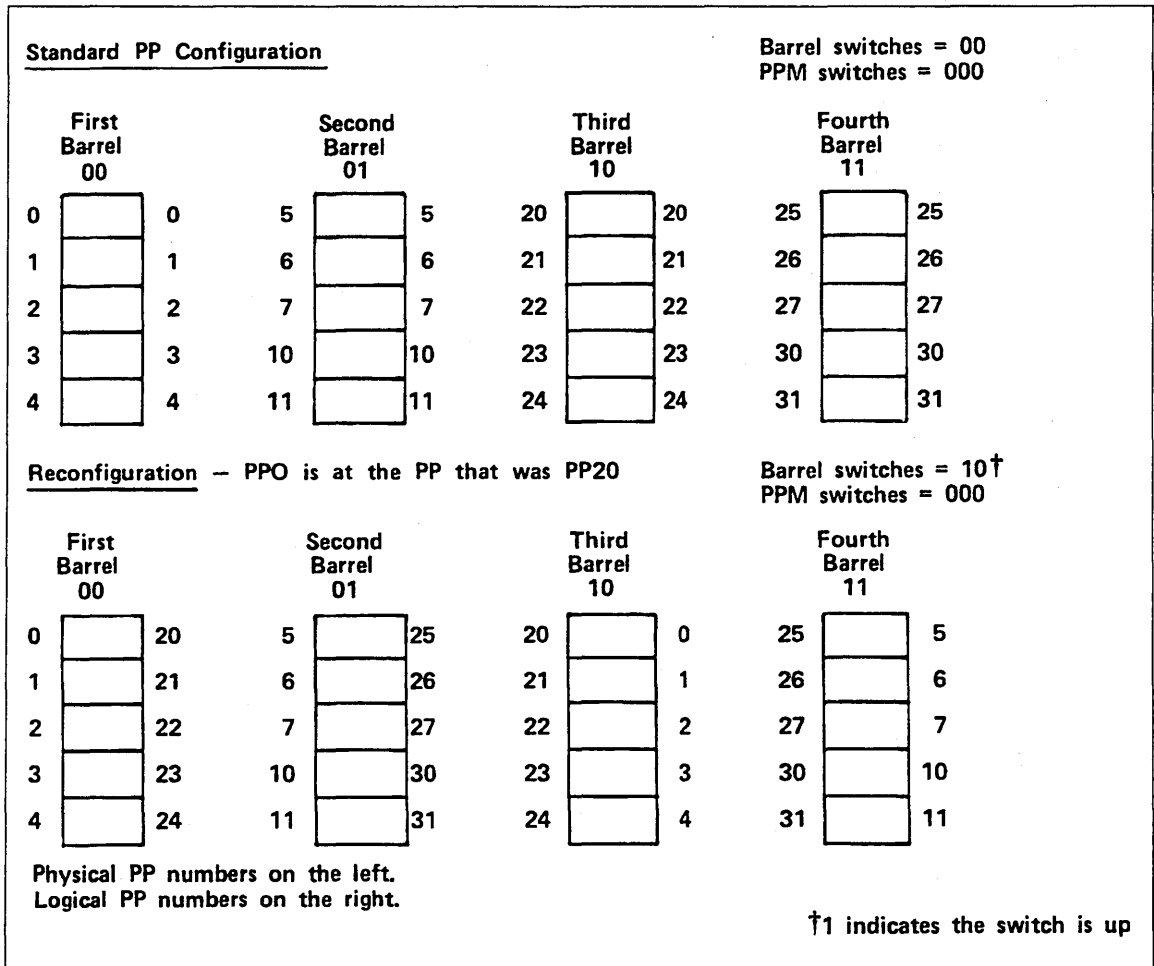 Standard PP Configuration
Barrel switches = 00
PPM switches = 000
First Barrel 00
Second Barrel 01
Third Barrel 10
Fourth Barrel 11
0 0 5 5 20 20 25 25
1 1 6 6 21 21 26 26
2 2 7 7 22 22 27 27
3 3 10 10 23 23 30 30
4 4 11 11 24 24 31 31
Reconfiguration — PPO is at the PP that was PP20
Barrel switches = 10†
PPM switches = 000
First Barrel 00
Second Barrel 01
Third Barrel 10
Fourth Barrel 11
0 20 5 25 20 0 25 5
1 21 6 26 21 1 26 6
2 22 7 27 22 2 27 7
3 23 10 30 23 3 30 10
4 24 11 31 24 4 31 11
Physical PP numbers on the left.
Logical PP numbers on the right.
†1 indicates the switch is up